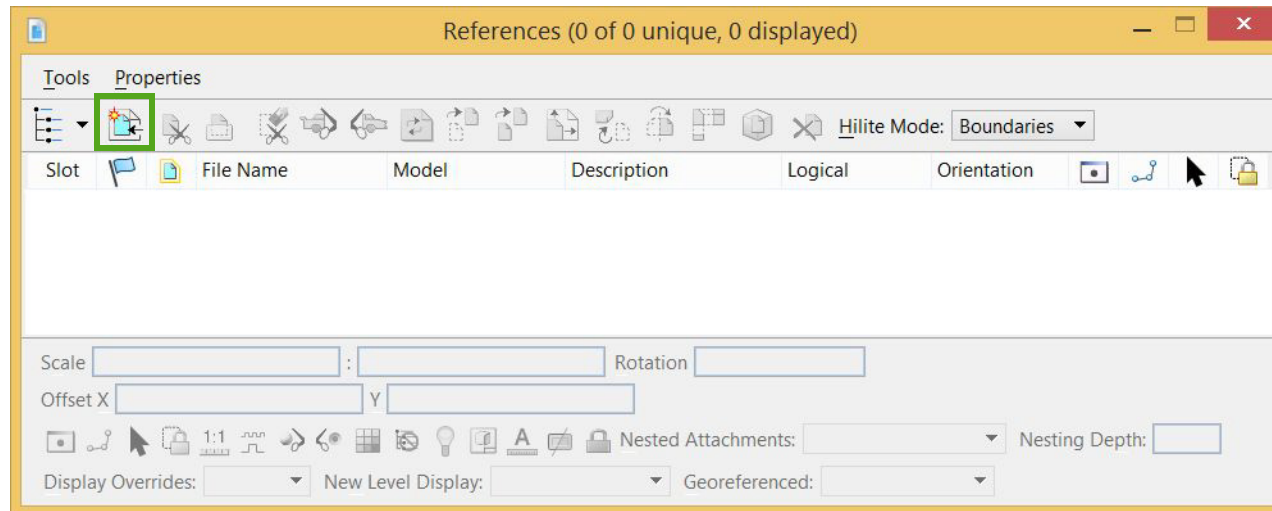 References (0 of 0 unique, 0 displayed)
Tools Properties
Hilite Mode: Boundaries
Slot File Name Model Description Logical Orientation
Scale : Rotation
Offset X Y
1:1 A Nested Attachments: Nesting Depth:
Display Overrides: New Level Display: Georeferenced: